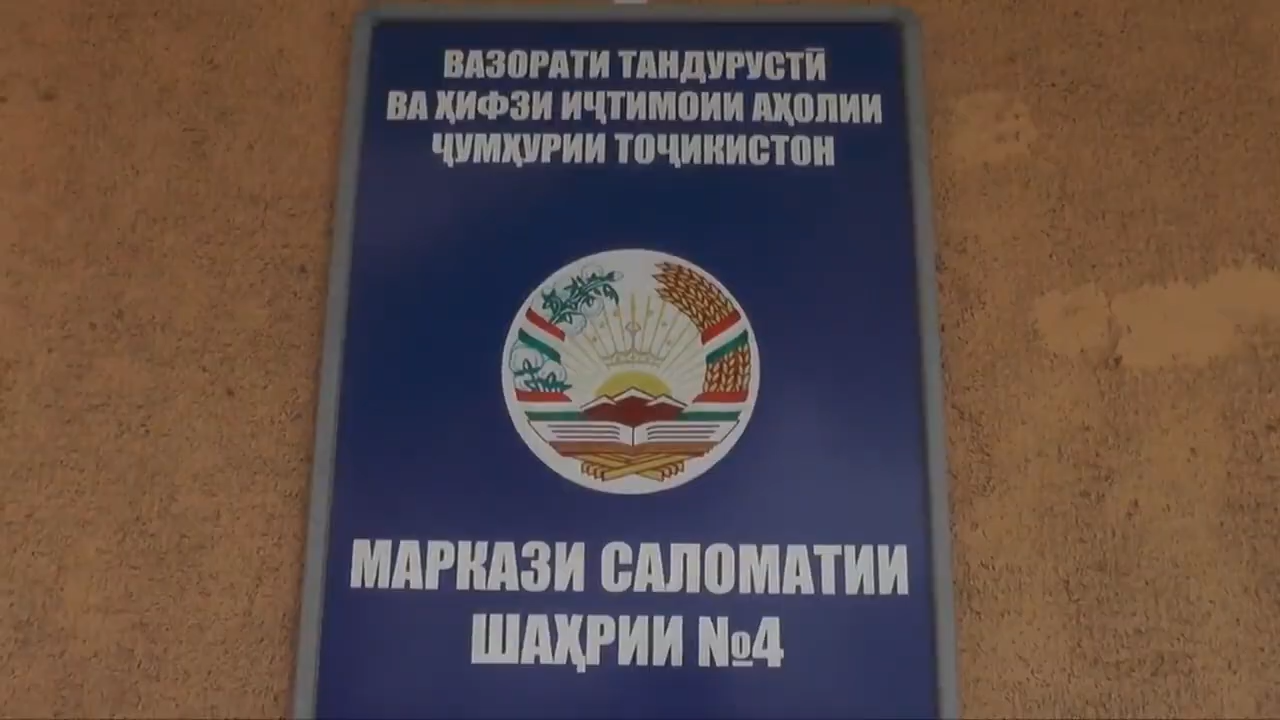 ВАЗОРАТИ ТАНДУРУСТӢ
ВА ҲИФЗИ ИҶТИМОИИ АҲОЛИИ
ҶУМҲУРИИ ТОҶИКИСТОН
МАРКАЗИ САЛОМАТИИ
ШАҲРИИ №4